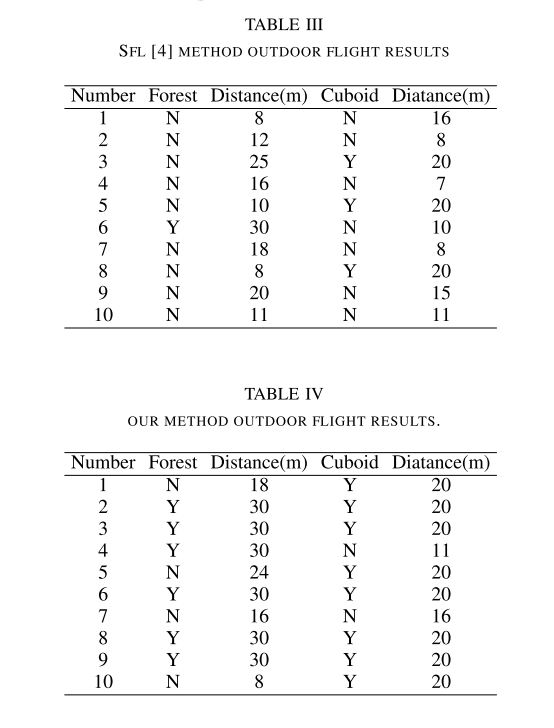 TABLE III
SFL [4] METHOD OUTDOOR FLIGHT RESULTS
Number Forest Distance(m) Cuboid Diatance(m)
1 N 8 N 16
2 N 12 N 8
3 N 25 Y 20
4 N 16 N 7
5 N 10 Y 20
6 Y 30 N 10
7 N 18 N 8
8 N 8 Y 20
9 N 20 N 15
10 N 11 N 11
TABLE IV
OUR METHOD OUTDOOR FLIGHT RESULTS.
Number Forest Distance(m) Cuboid Diatance(m)
1 N 18 Y 20
2 Y 30 Y 20
3 Y 30 Y 20
4 Y 30 N 11
5 N 24 Y 20
6 Y 30 Y 20
7 N 16 N 16
8 Y 30 Y 20
9 Y 30 Y 20
10 N 8 Y 20